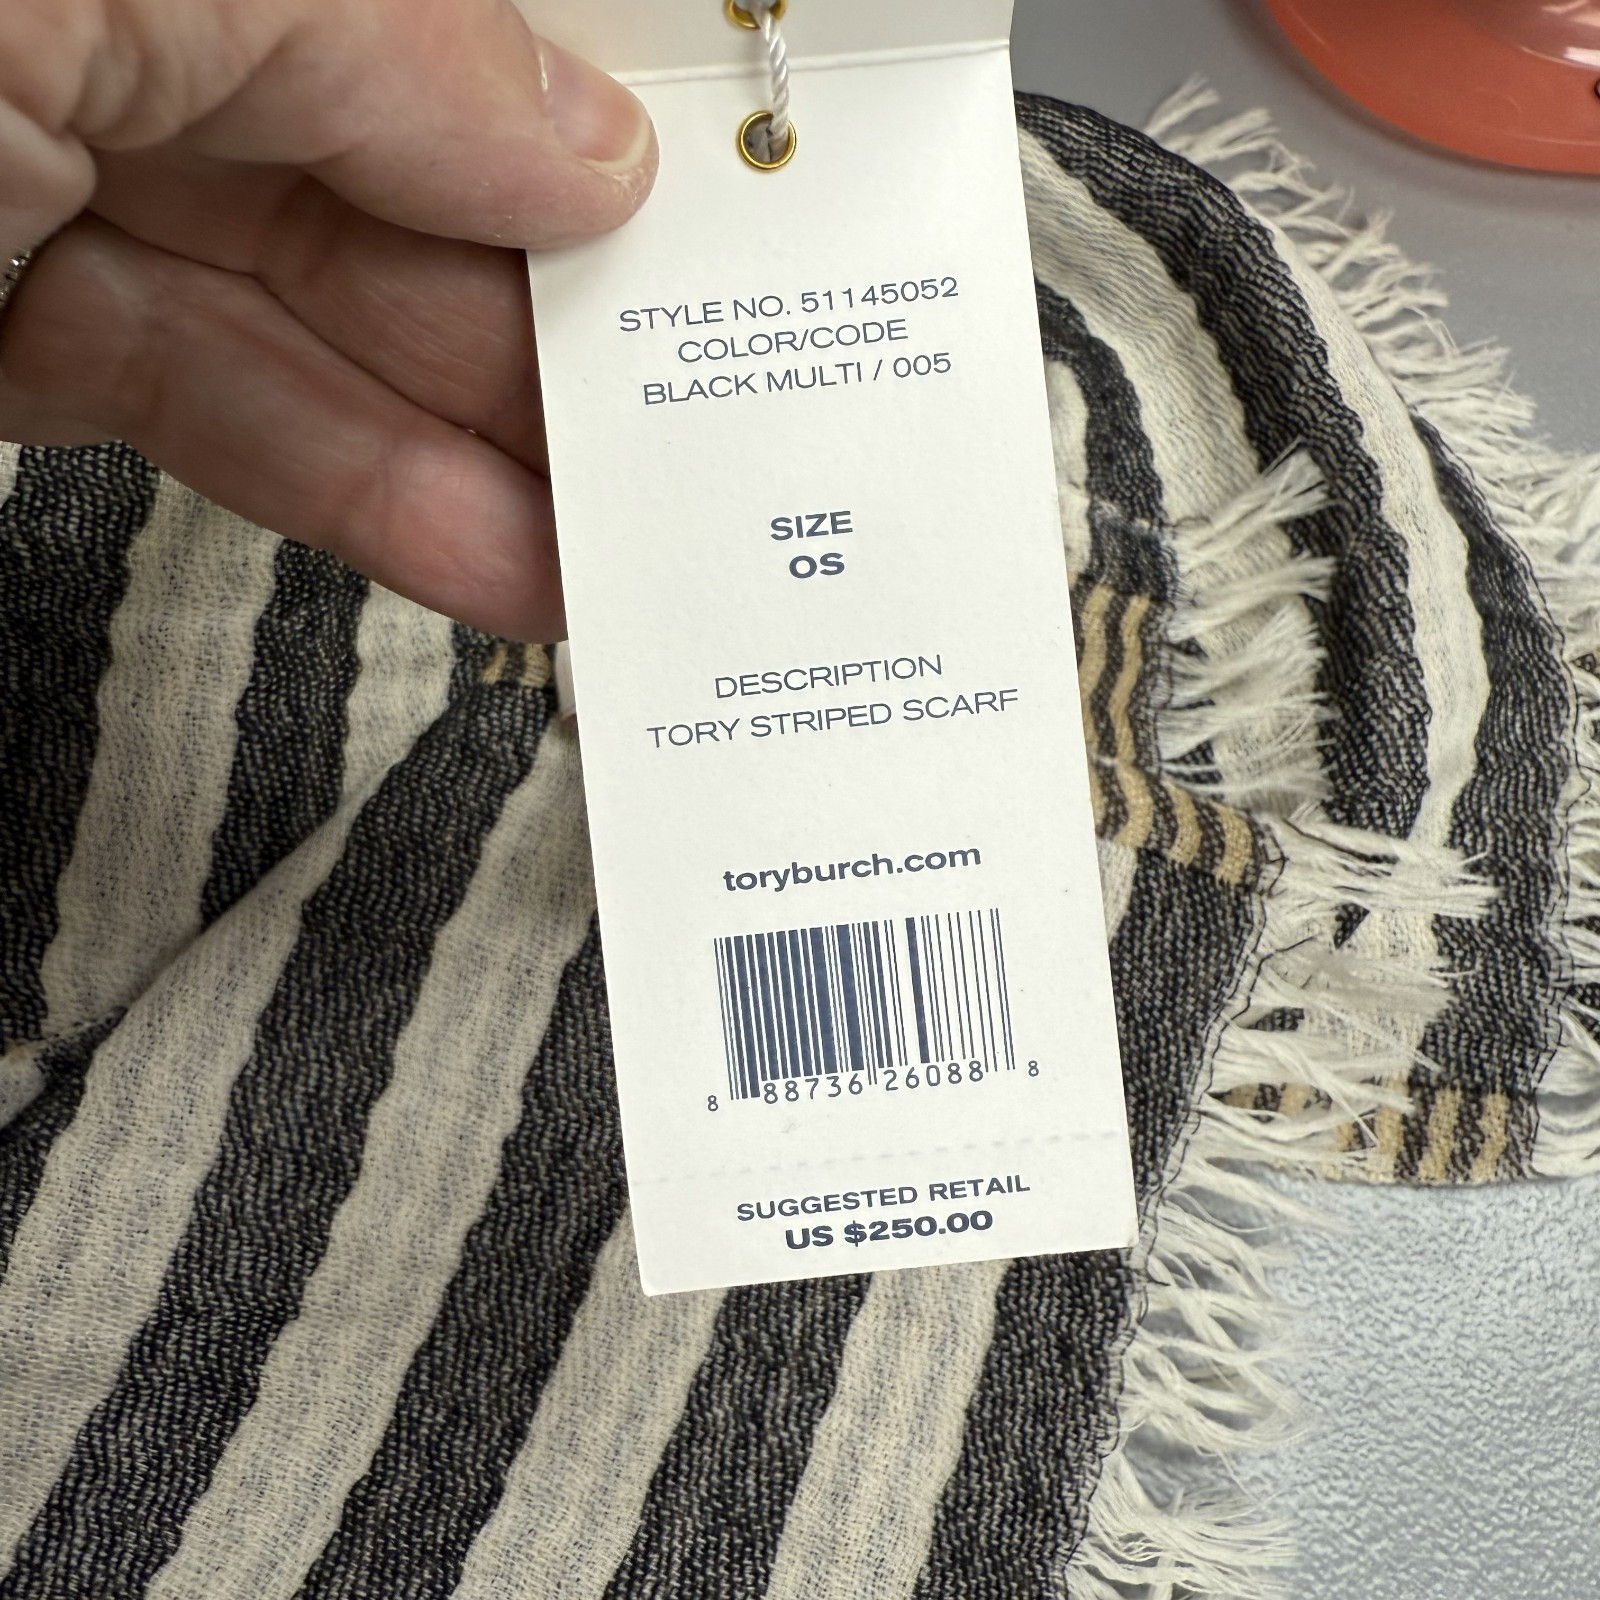 STYLE NO. 51145052
COLOR/CODE
BLACK MULTI / 005
SIZE
OS
DESCRIPTION
TORY STRIPED SCARF
toryburch.com
8 88736 26088 8
SUGGESTED RETAIL
US $250.00